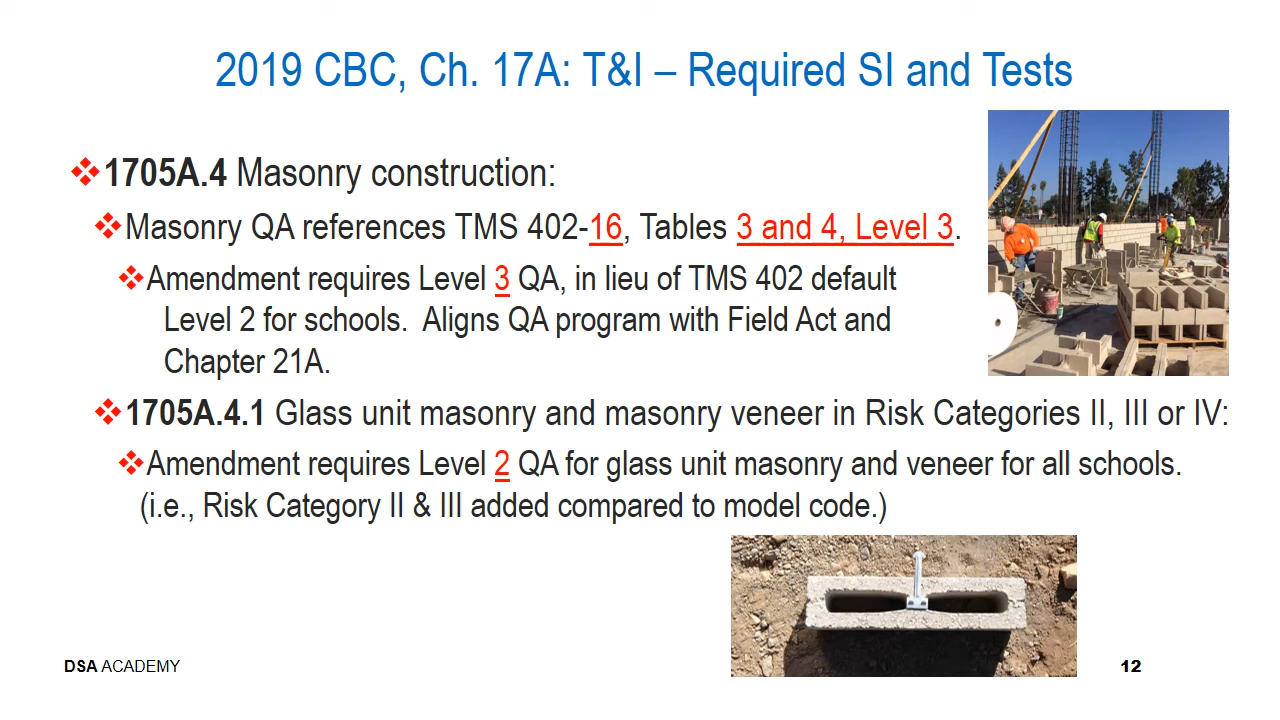 2019 CBC, Ch. 17A: T&I – Required SI and Tests
1705A.4 Masonry construction:
Masonry QA references TMS 402-16, Tables 3 and 4, Level 3.
Amendment requires Level 3 QA, in lieu of TMS 402 default
Level 2 for schools. Aligns QA program with Field Act and
Chapter 21A.
1705A.4.1 Glass unit masonry and masonry veneer in Risk Categories II, III or IV:
Amendment requires Level 2 QA for glass unit masonry and veneer for all schools.
(i.e., Risk Category II & III added compared to model code.)
DSA ACADEMY
12